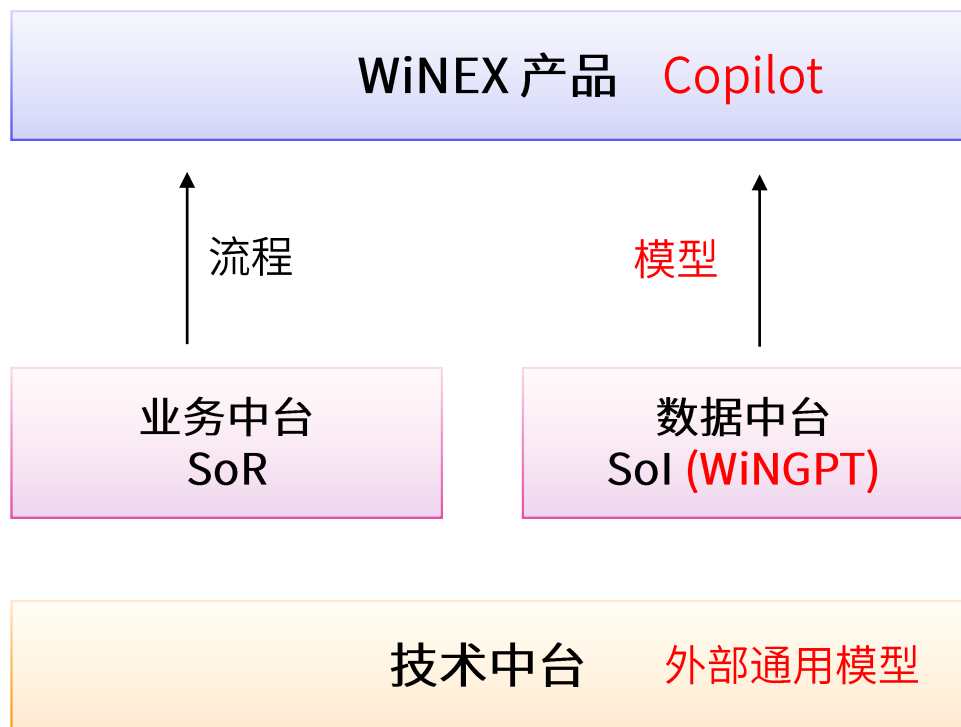 WiNEX 产品 Copilot
流程
模型
业务中台
SoR
数据中台
SoI (WiNGPT)
技术中台 外部通用模型